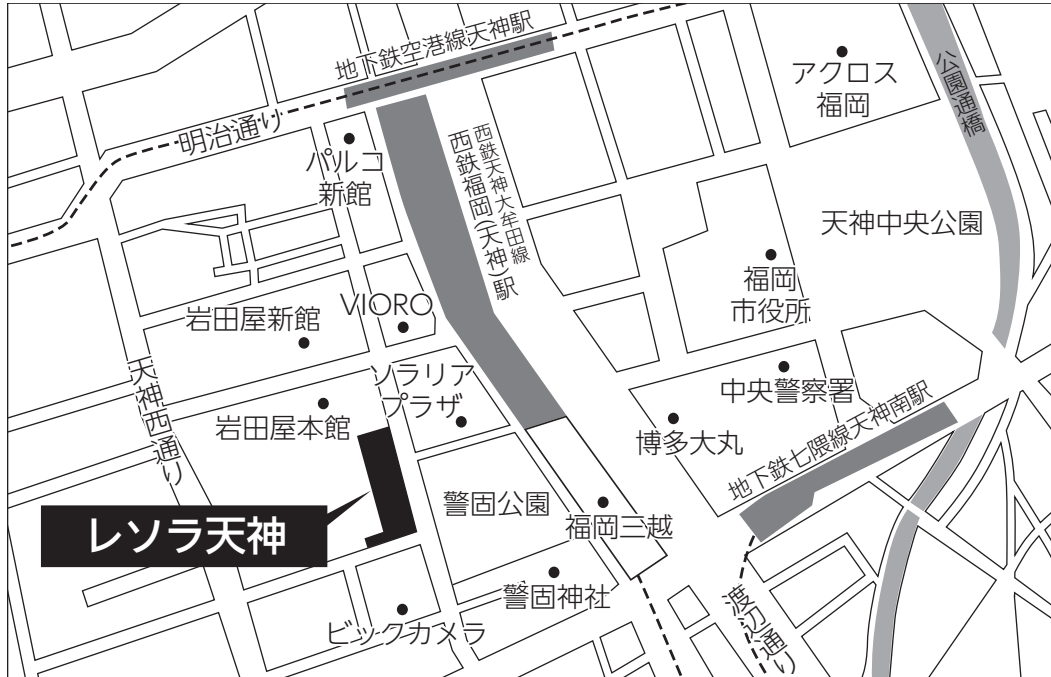 地下鉄空港線天神駅
アクロス
福岡
公園通橋
明治通り
パルコ
新館
西鉄天神大牟田線
西鉄福岡(天神)駅
天神中央公園
福岡
市役所
VIORO
岩田屋新館
天神西通り
ソラリア
プラザ
中央警察署
岩田屋本館
博多大丸
地下鉄七隈線天神南駅
警固公園
福岡三越
レソラ天神
警固神社
渡辺通り
ビックカメラ